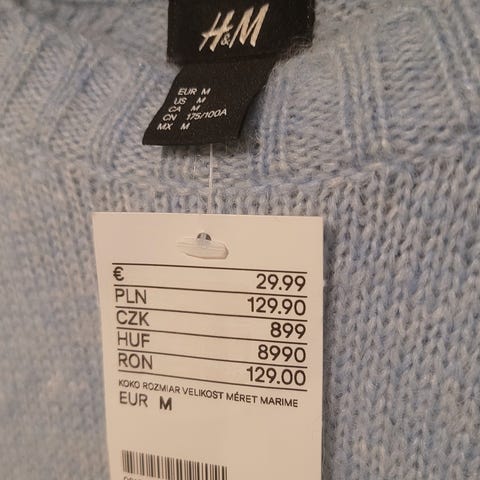 H&M
EUR M
US M
CA M
CN 175/100A
MX M
€ 29.99
PLN 129.90
CZK 899
HUF 8990
RON 129.00
KOKO ROZMIAR VELIKOST MÉRET MARIME
EUR M